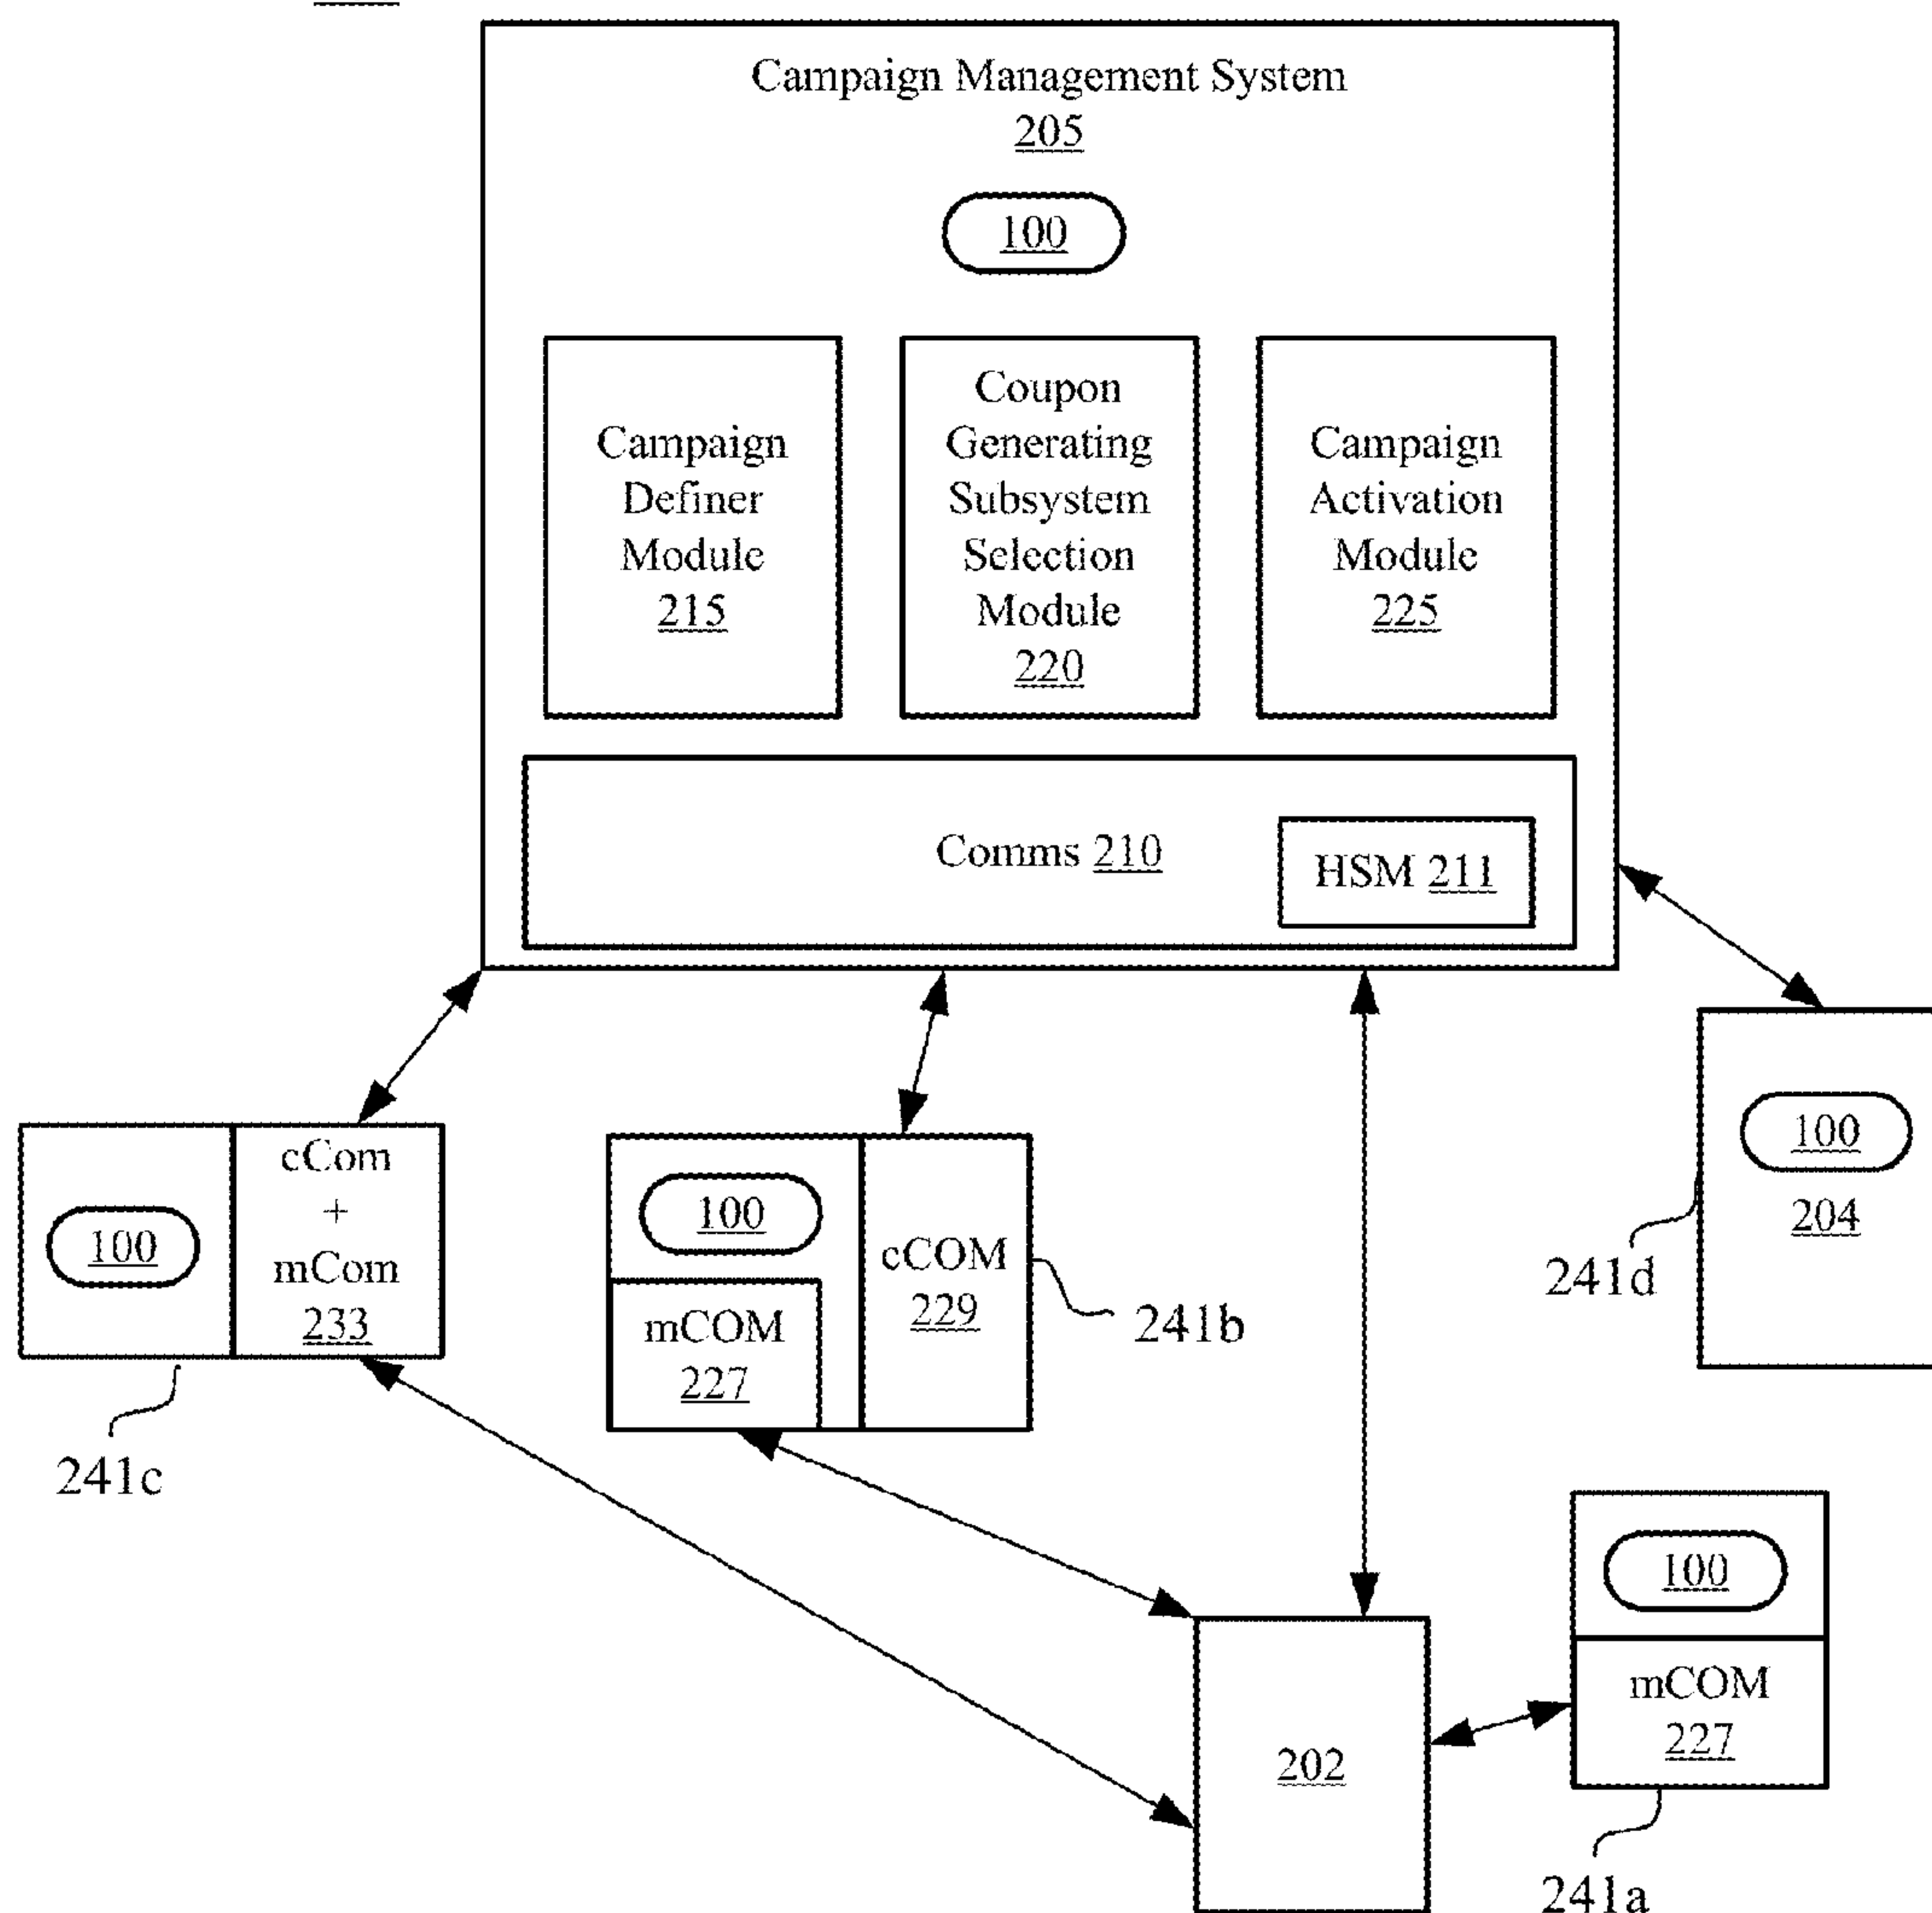 Campaign Management System
205
100
Campaign
Definer
Module
215
Coupon
Generating
Subsystem
Selection
Module
220
Campaign
Activation
Module
225
Comms 210
HSM 211
100
cCom
+
mCom
233
241c
100
mCOM
227
cCOM
229
241b
100
204
241d
202
100
mCOM
227
241a